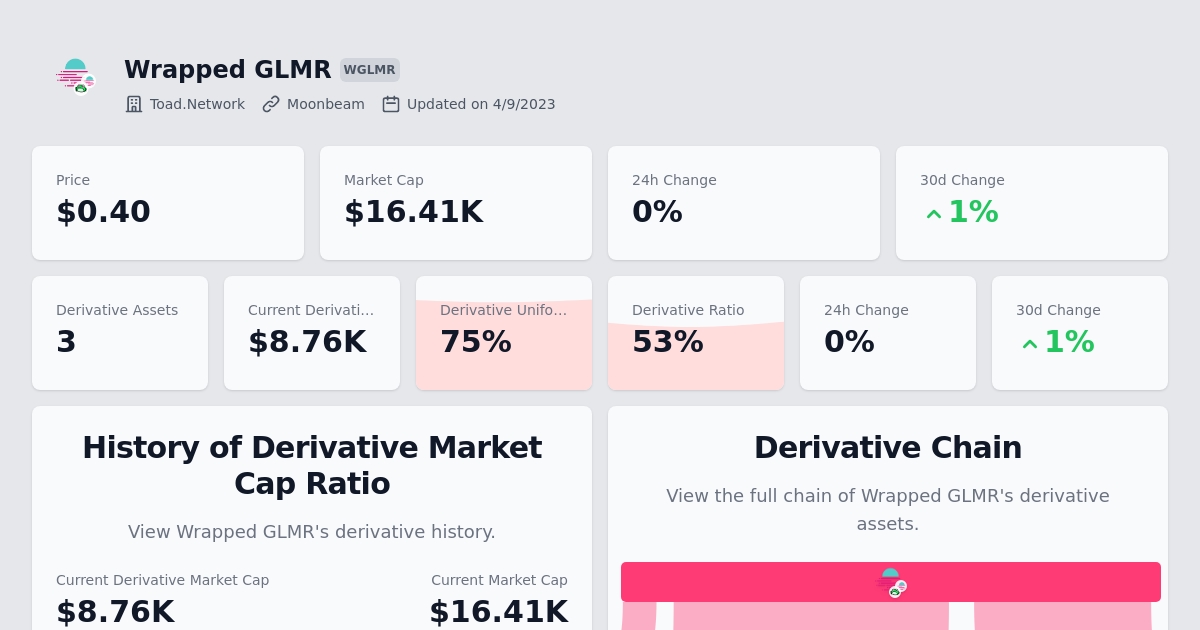 Wrapped GLMR WGLMR
Toad.Network Moonbeam Updated on 4/9/2023
Price
$0.40
Market Cap
$16.41K
24h Change
0%
30d Change
1%
Derivative Assets
3
Current Derivati...
$8.76K
Derivative Unifo...
75%
Derivative Ratio
53%
24h Change
0%
30d Change
1%
History of Derivative Market
Cap Ratio
View Wrapped GLMR's derivative history.
Current Derivative Market Cap
$8.76K
Current Market Cap
$16.41K
Derivative Chain
View the full chain of Wrapped GLMR's derivative
assets.